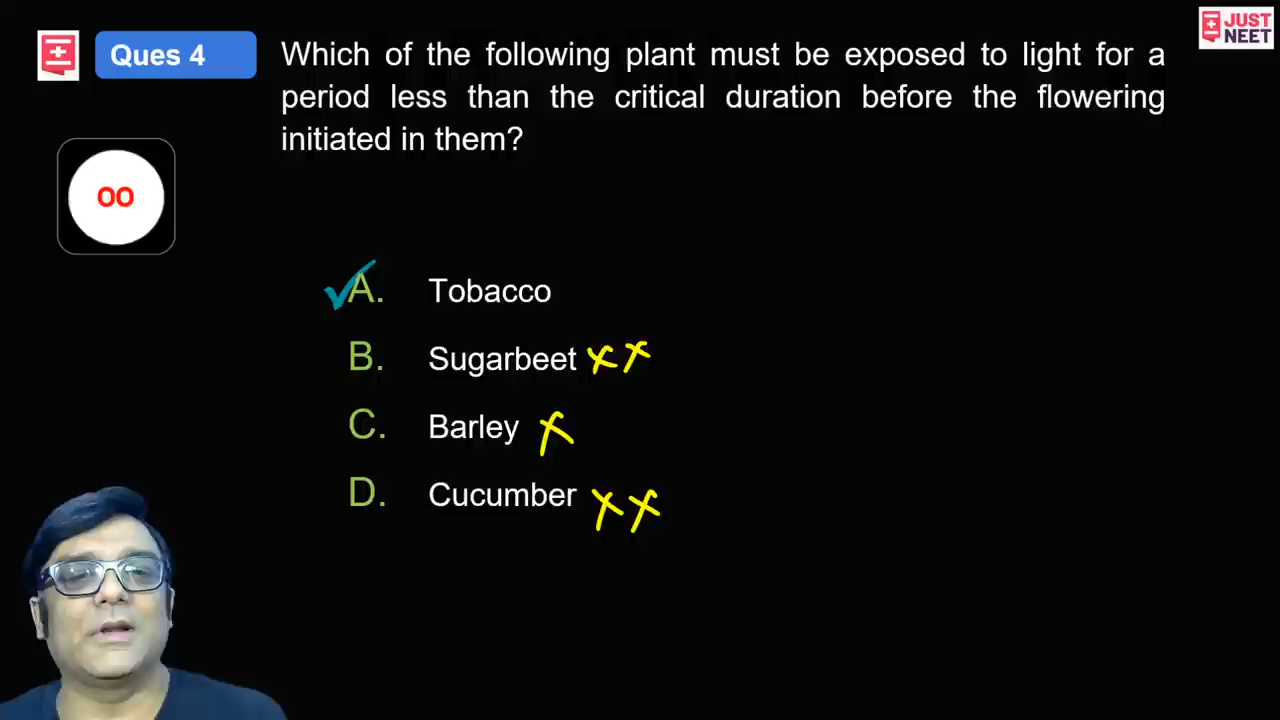 JUST
NEET
Ques 4
Which of the following plant must be exposed to light for a
period less than the critical duration before the flowering
initiated in them?
00
A. Tobacco
B. Sugarbeet
C. Barley
D. Cucumber